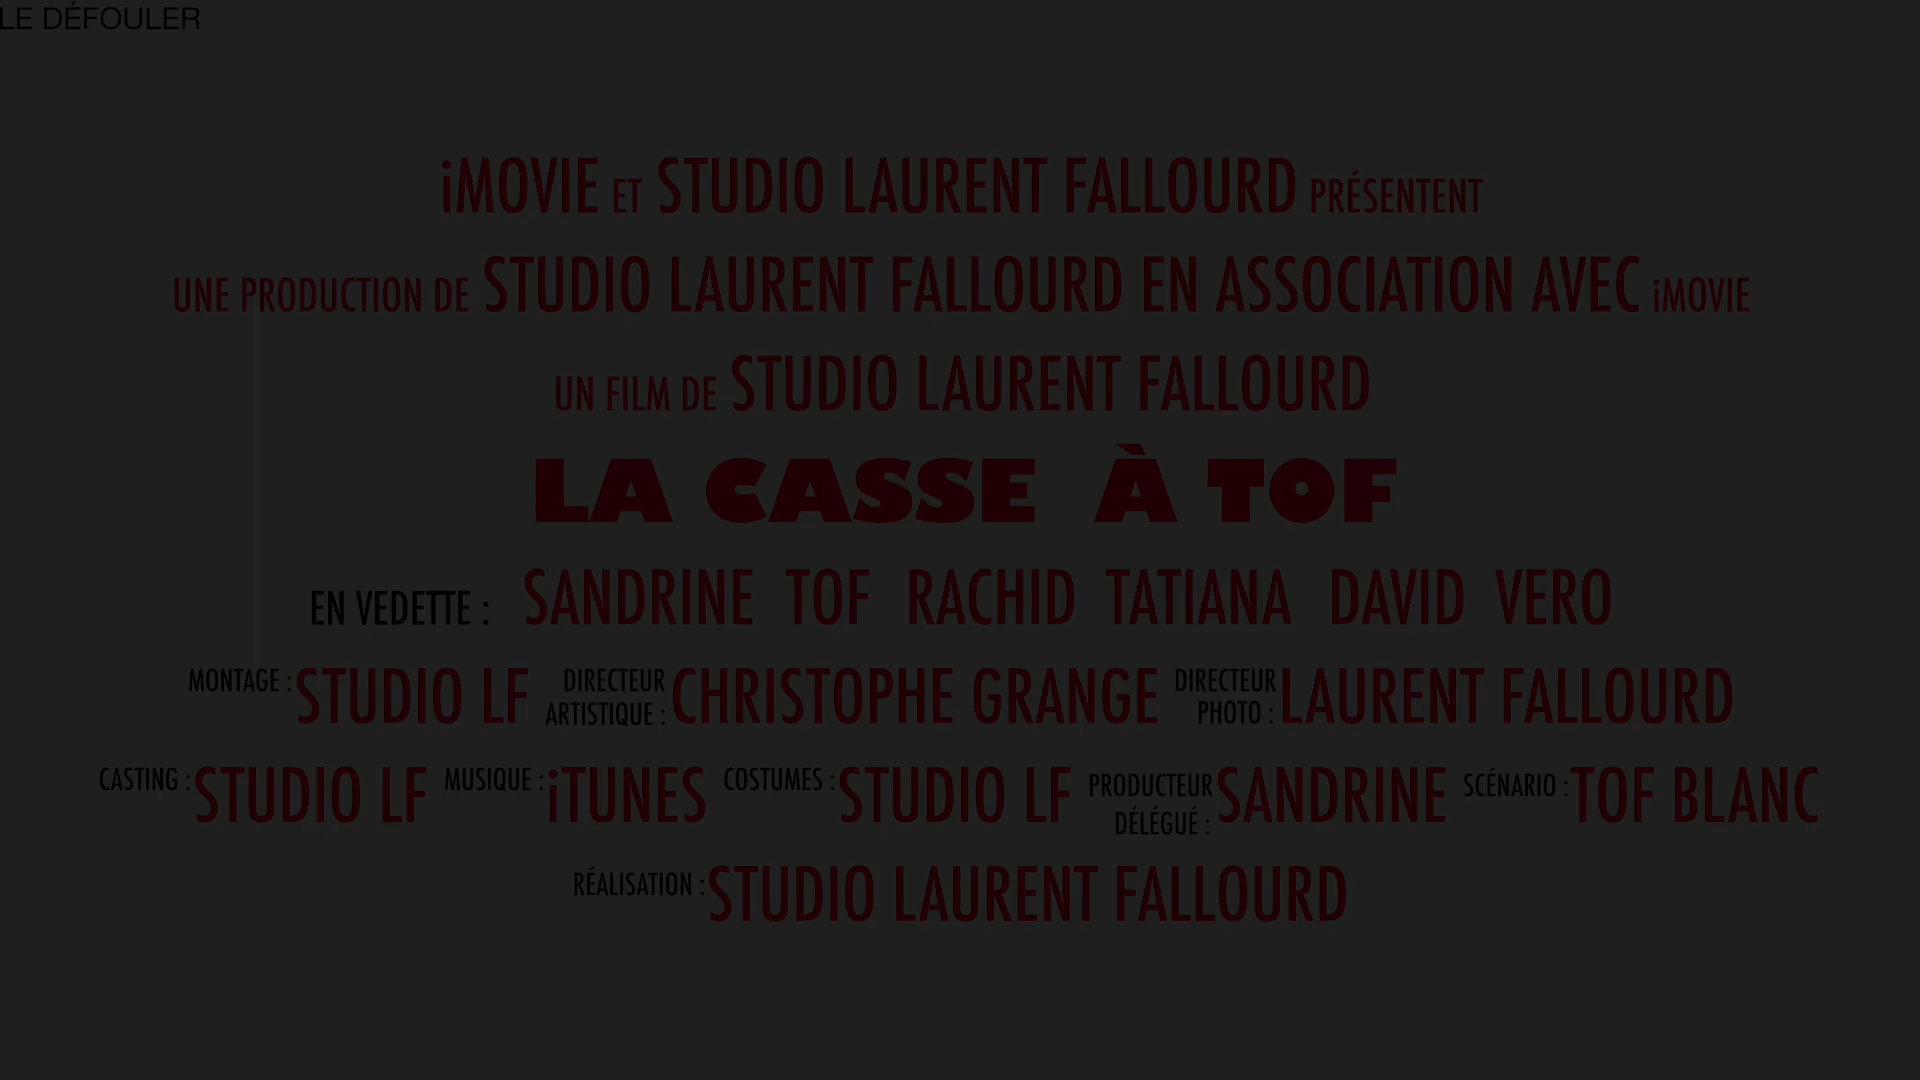 LE DÉFOULER
iMOVIE ET STUDIO LAURENT FALLOURD PRÉSENTENT
UNE PRODUCTION DE STUDIO LAURENT FALLOURD EN ASSOCIATION AVEC iMOVIE
UN FILM DE STUDIO LAURENT FALLOURD
LA CASSE À TOF
EN VEDETTE : SANDRINE TOF RACHID TATIANA DAVID VERO
MONTAGE : STUDIO LF DIRECTEUR ARTISTIQUE : CHRISTOPHE GRANGE DIRECTEUR PHOTO : LAURENT FALLOURD
CASTING : STUDIO LF MUSIQUE : iTUNES COSTUMES : STUDIO LF PRODUCTEUR DÉLÉGUÉ : SANDRINE SCÉNARIO : TOF BLANC
RÉALISATION : STUDIO LAURENT FALLOURD